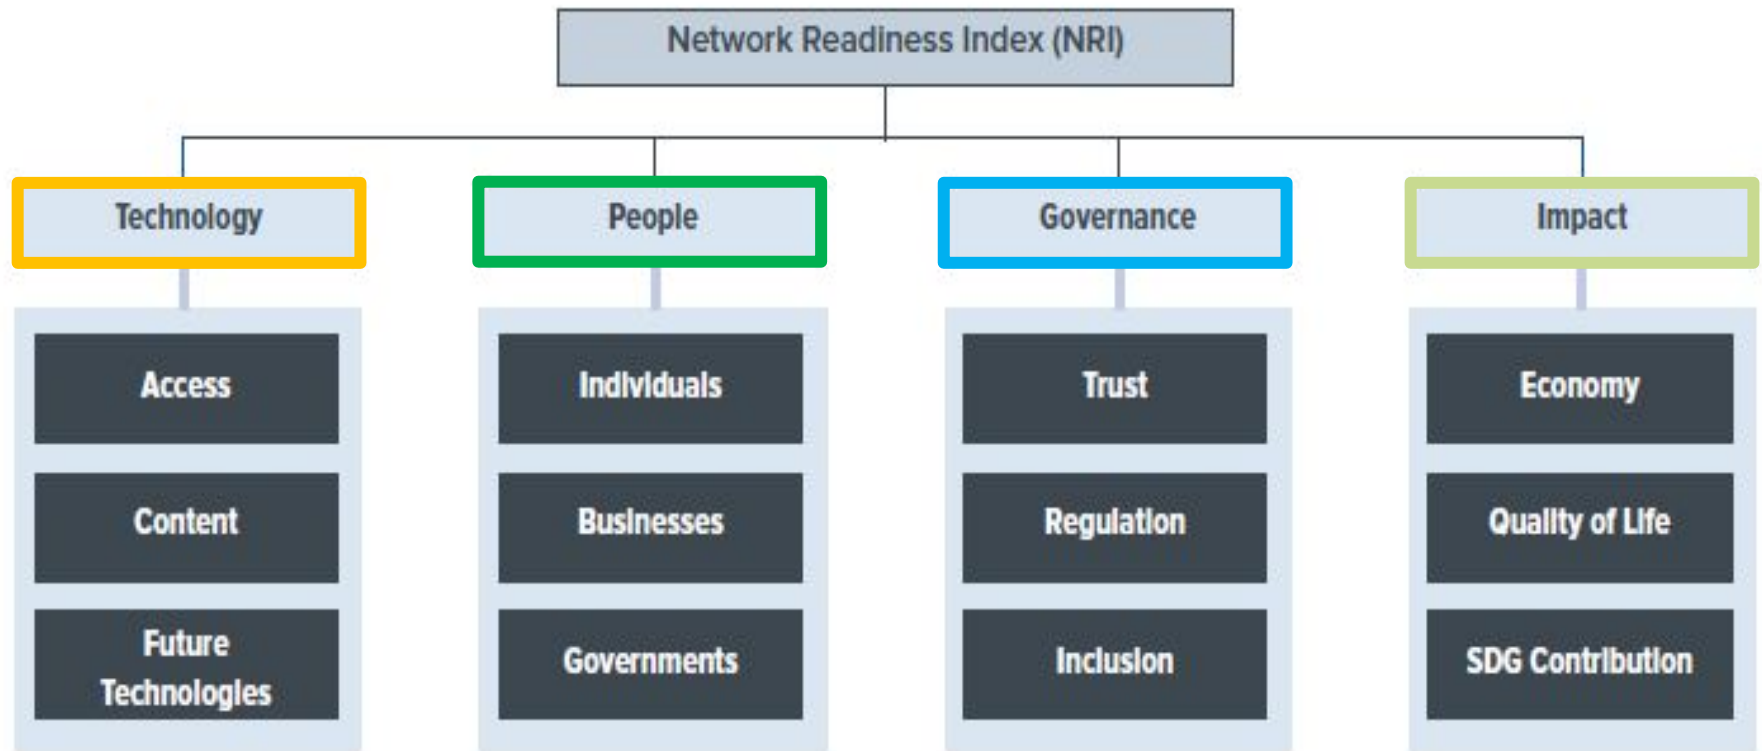 Network Readiness Index (NRI)
Technology
People
Governance
Impact
Access
Individuals
Trust
Economy
Content
Businesses
Regulation
Quality of Life
Future
Technologies
Governments
Inclusion
SDG Contribution